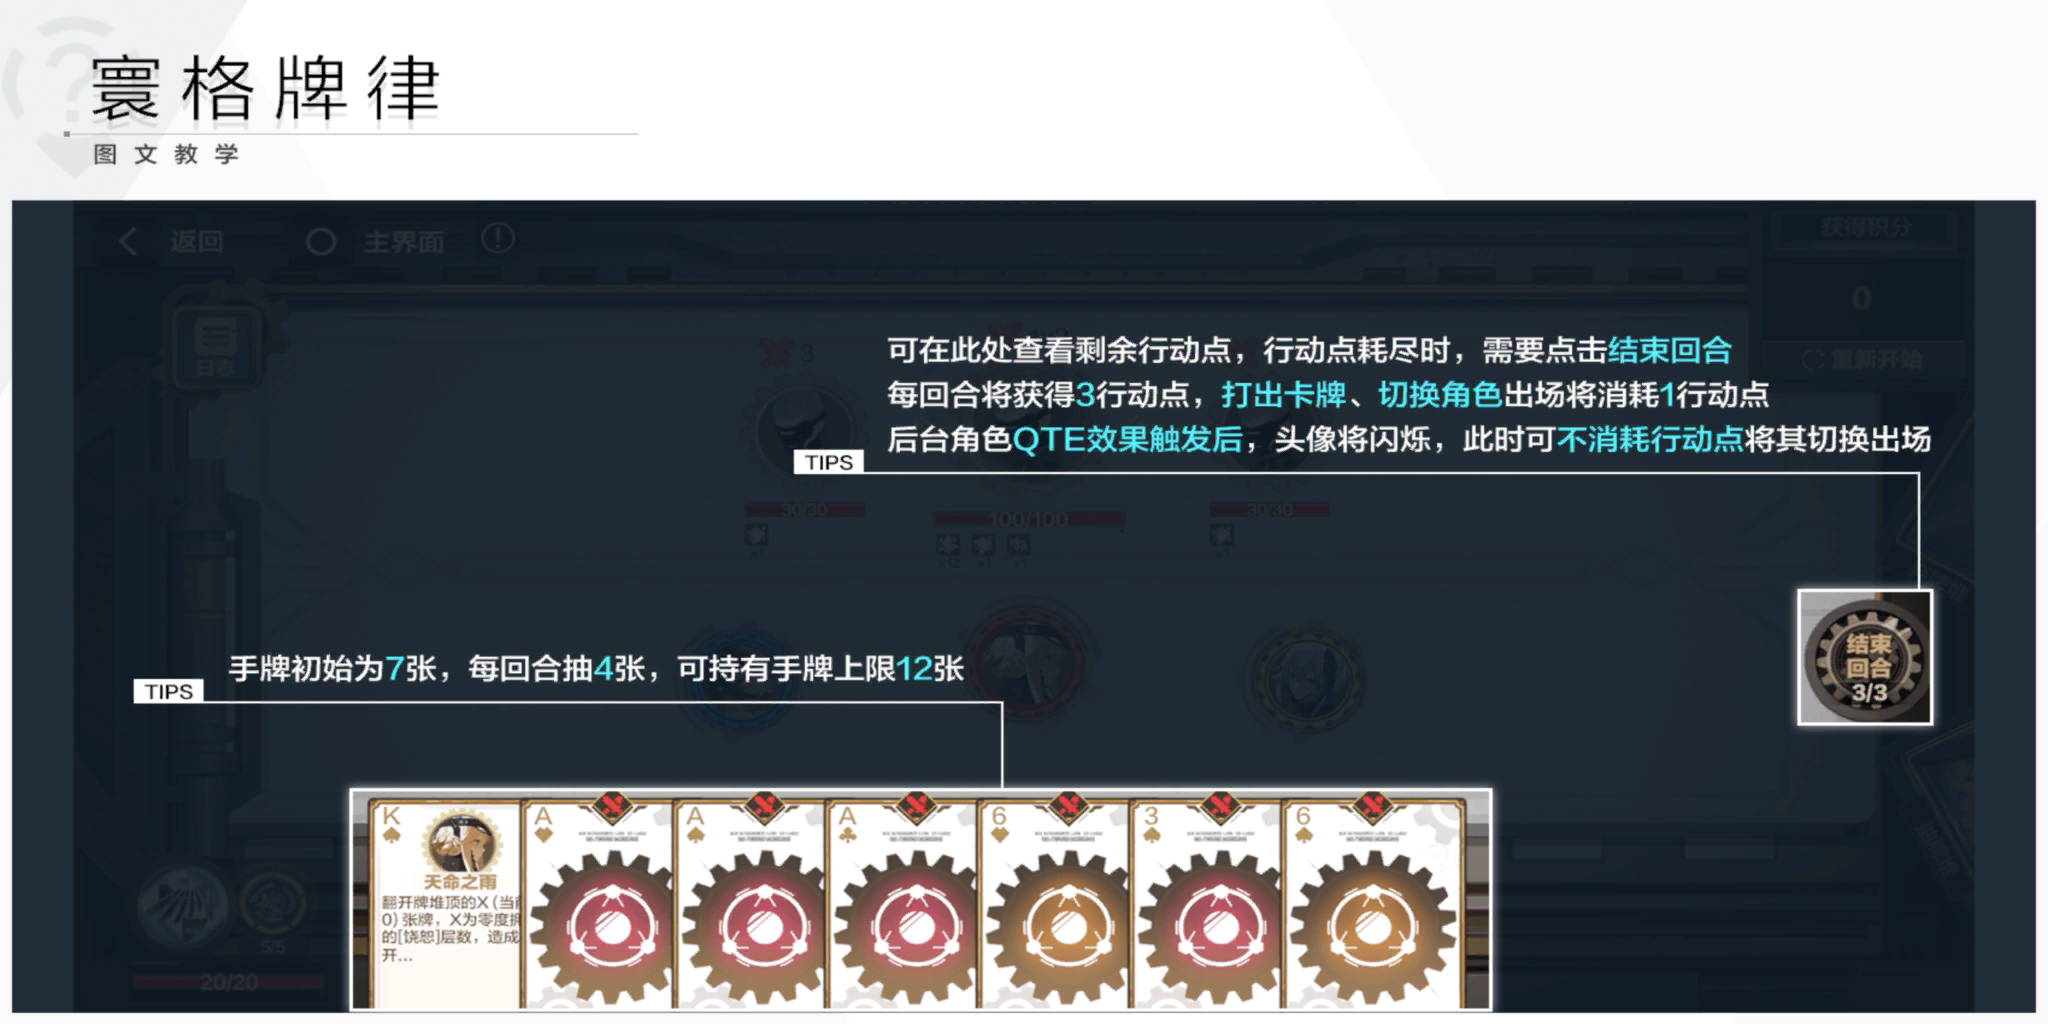 寰格牌律
图文教学
返回
主界面
获得积分
0
日志
重新开始
3
可在此处查看剩余行动点，行动点耗尽时，需要点击结束回合
每回合将获得3行动点，打出卡牌、切换角色出场将消耗1行动点
后台角色QTE效果触发后，头像将闪烁，此时可不消耗行动点将其切换出场
TIPS
30/30
100/100
30/30
x1
x12
x1
x1
x1
结束
回合
3/3
手牌初始为7张，每回合抽4张，可持有手牌上限12张
TIPS
K
天命之雨
翻开牌堆顶的X（当
0）张牌，X为零度
的[饶恕]层数，造成
开...
A
A
A
6
3
6
5/5
20/20